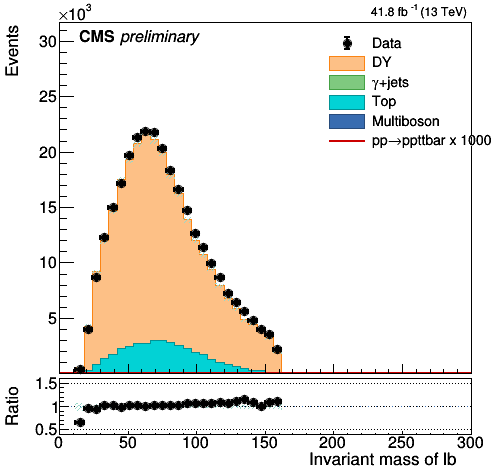 ×10³
41.8 fb ⁻¹ (13 TeV)
CMS preliminary
Events
30
25
20
15
10
5
Data
DY
γ+jets
Top
Multiboson
pp→ppttbar x 1000
Ratio
1.5
1
0.5
0 50 100 150 200 250 300
Invariant mass of lb